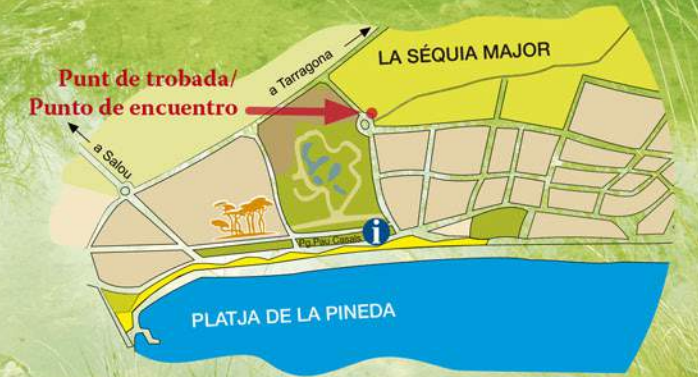 LA SÉQUIA MAJOR
a Tarragona
Punt de trobada/
Punto de encuentro
a Salou
Pg Pau Casals
i
PLATJA DE LA PINEDA